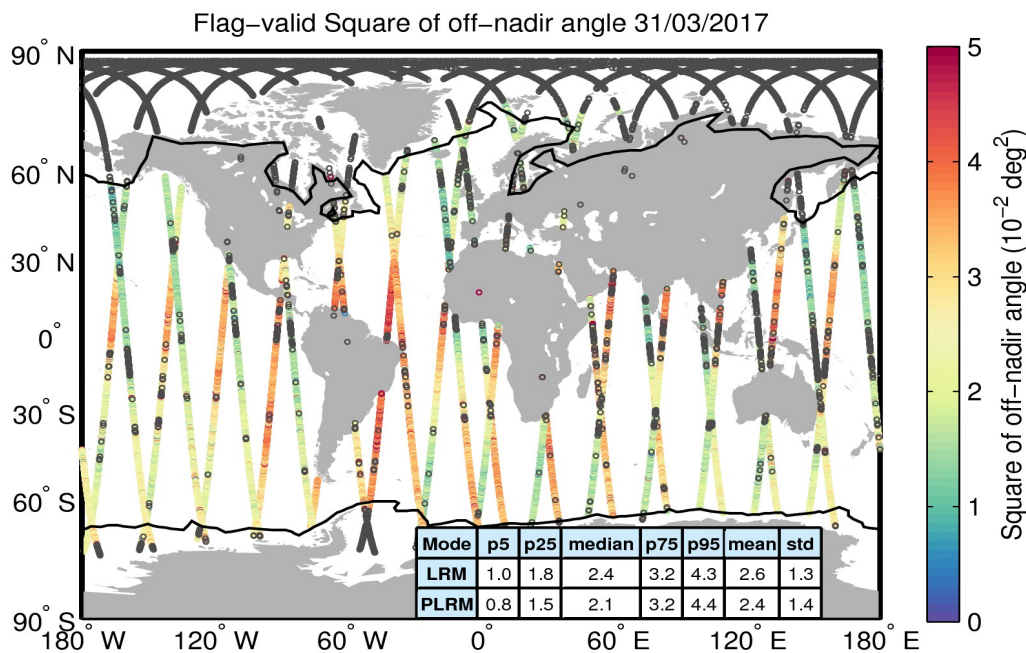 Flag−valid Square of off−nadir angle 31/03/2017
90° N
60° N
30° N
0°
30° S
60° S
90° S
180° W
120° W
60° W
0°
60° E
120° E
180° E
Mode p5 p25 median p75 p95 mean std
LRM 1.0 1.8 2.4 3.2 4.3 2.6 1.3
PLRM 0.8 1.5 2.1 3.2 4.4 2.4 1.4
5
4
3
2
1
0
Square of off−nadir angle (10⁻² deg²)